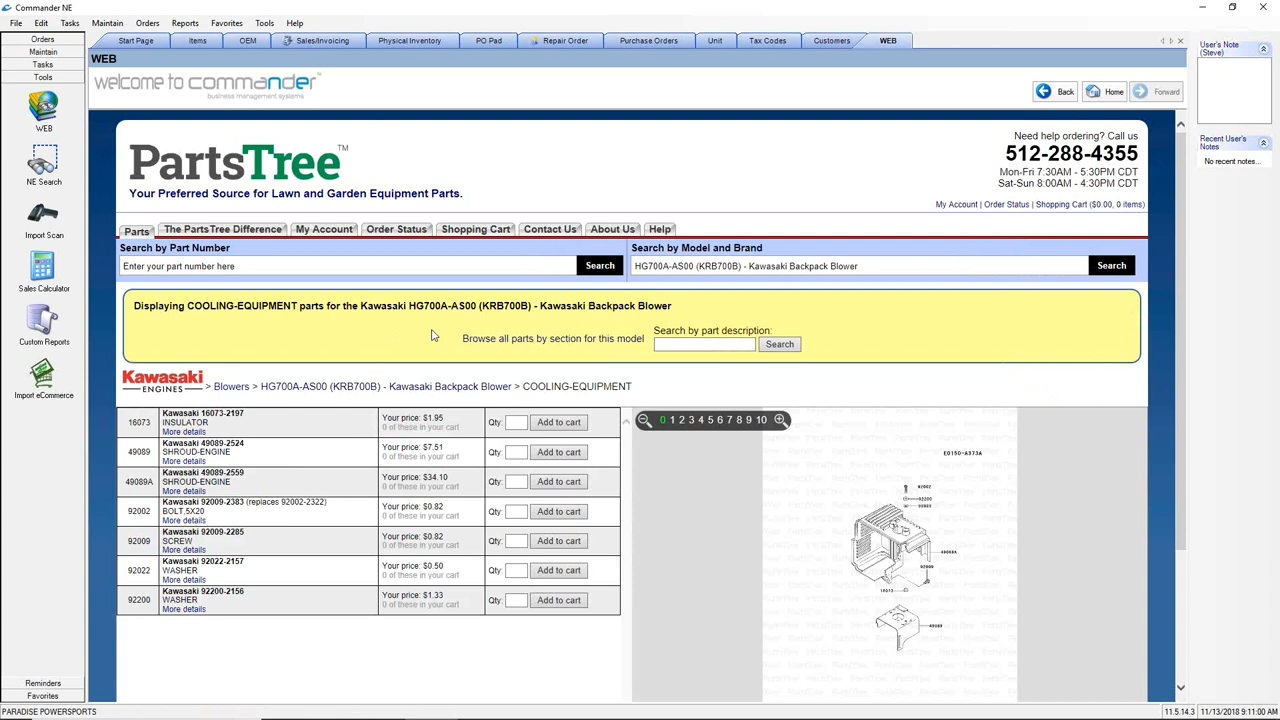 Commander NE
File Edit Tasks Maintain Orders Reports Favorites Tools Help
Orders
Maintain
Tasks
Tools
WEB
NE Search
Import Scan
Sales Calculator
Custom Reports
Import eCommerce
Reminders
Favorites
Start Page Items OEM Sales/Invoicing Physical Inventory PO Pad Repair Order Purchase Orders Unit Tax Codes Customers WEB
WEB
welcome to commander™
business management systems
Back Home Forward
PartsTree™
Your Preferred Source for Lawn and Garden Equipment Parts.
Need help ordering? Call us
512-288-4355
Mon-Fri 7.30AM - 5:30PM CDT
Sat-Sun 8:00AM - 4:30PM CDT
My Account | Order Status | Shopping Cart ($0.00, 0 items)
Parts The PartsTree Difference My Account Order Status Shopping Cart Contact Us About Us Help
Search by Part Number
Enter your part number here Search
Search by Model and Brand
HG700A-AS00 (KRB700B) - Kawasaki Backpack Blower Search
Displaying COOLING-EQUIPMENT parts for the Kawasaki HG700A-AS00 (KRB700B) - Kawasaki Backpack Blower
Browse all parts by section for this model
Search by part description:
Search
Kawasaki ENGINES > Blowers > HG700A-AS00 (KRB700B) - Kawasaki Backpack Blower > COOLING-EQUIPMENT
16073 Kawasaki 16073-2197 INSULATOR More details Your price: $1.95 0 of these in your cart Qty: Add to cart
49089 Kawasaki 49089-2524 SHROUD-ENGINE More details Your price: $7.51 0 of these in your cart Qty: Add to cart
49089A Kawasaki 49089-2559 SHROUD-ENGINE More details Your price: $34.10 0 of these in your cart Qty: Add to cart
92002 Kawasaki 92009-2383 (replaces 92002-2322) BOLT,5X20 More details Your price: $0.82 0 of these in your cart Qty: Add to cart
92009 Kawasaki 92009-2285 SCREW More details Your price: $0.82 0 of these in your cart Qty: Add to cart
92022 Kawasaki 92022-2157 WASHER More details Your price: $0.50 0 of these in your cart Qty: Add to cart
92200 Kawasaki 92200-2156 WASHER More details Your price: $1.33 0 of these in your cart Qty: Add to cart
0 1 2 3 4 5 6 7 8 9 10
E0150-A373A
92002
92200
49089A
92009
16073
49089
User's Note (Steve)
Recent User's Notes
No recent notes...
PARADISE POWERSPORTS
11.5.14.3 11/13/2018 9:11:00 AM